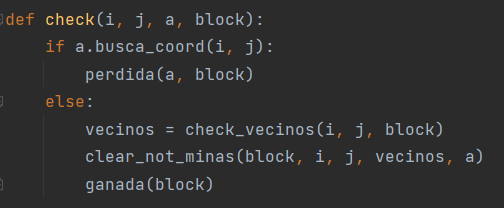 def check(i, j, a, block):
    if a.busca_coord(i, j):
        perdida(a, block)
    else:
        vecinos = check_vecinos(i, j, block)
        clear_not_minas(block, i, j, vecinos, a)
        ganada(block)